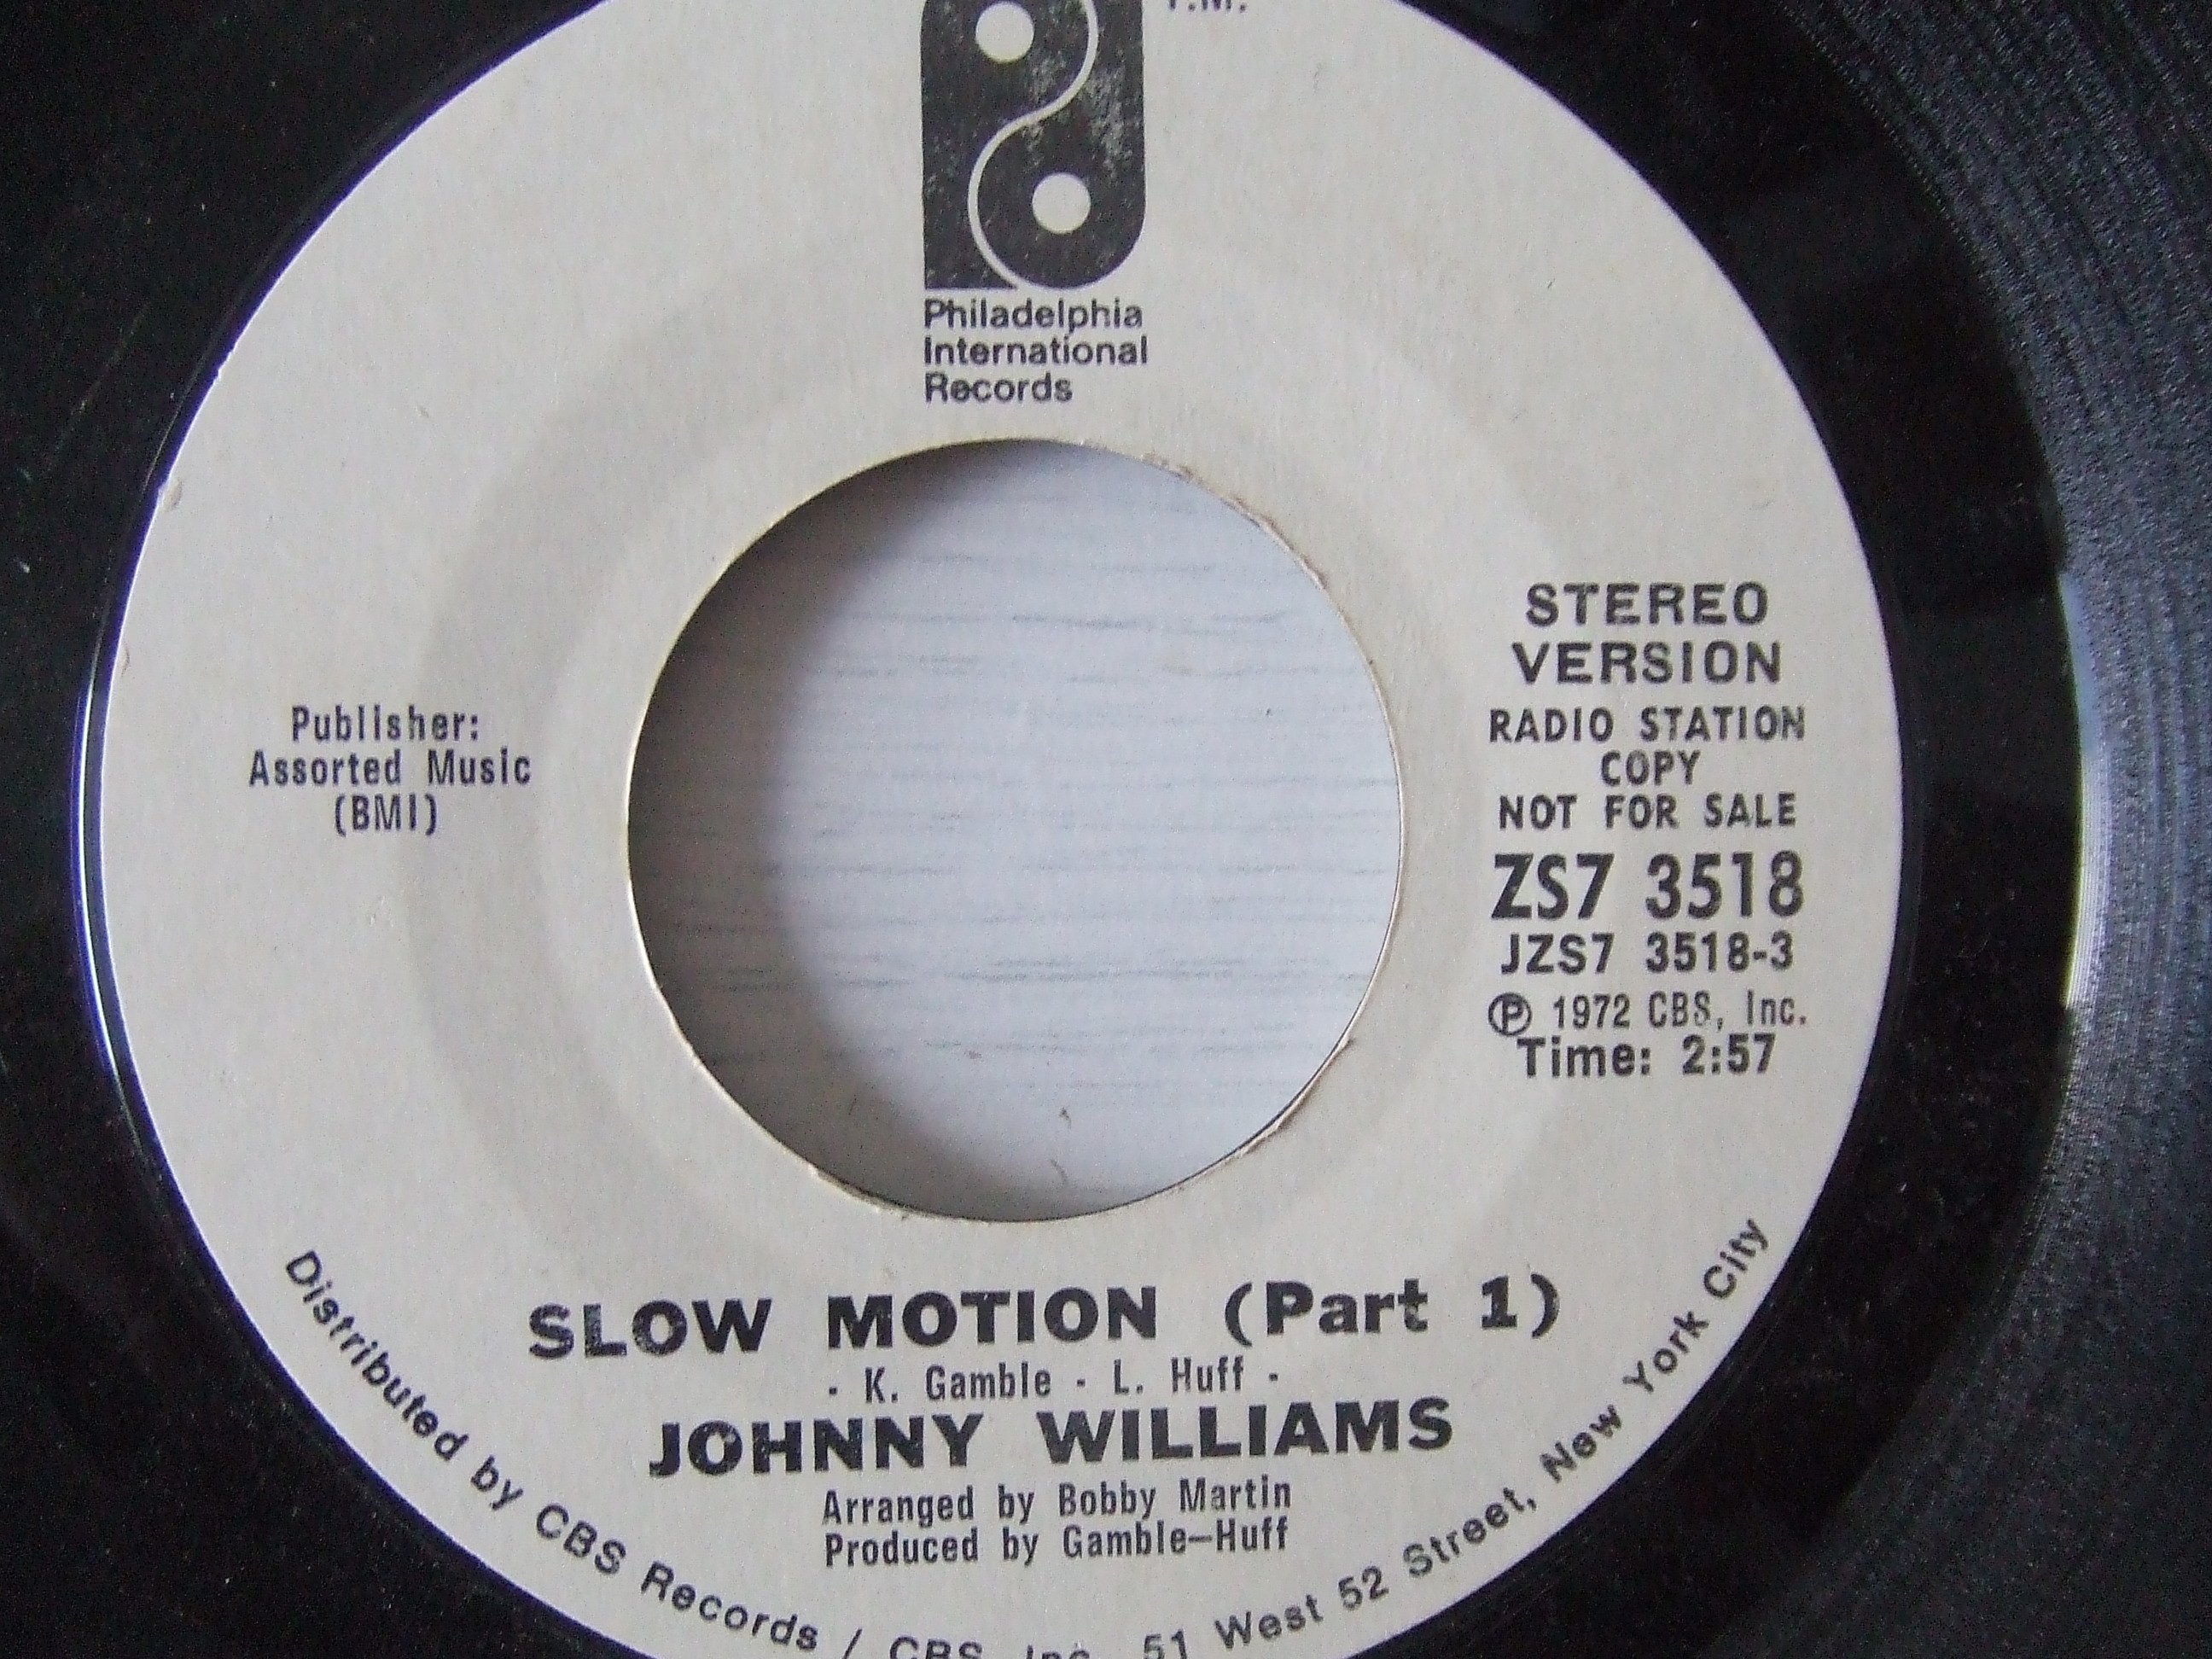 T.M.
Philadelphia
International
Records
Publisher:
Assorted Music
(BMI)
STEREO
VERSION
RADIO STATION
COPY
NOT FOR SALE
ZS7 3518
JZS7 3518-3
Ⓟ 1972 CBS, Inc.
Time: 2:57
SLOW MOTION (Part 1)
- K. Gamble - L. Huff -
JOHNNY WILLIAMS
Arranged by Bobby Martin
Produced by Gamble—Huff
Distributed by CBS Records / CBS, Inc. 51 West 52 Street, New York City